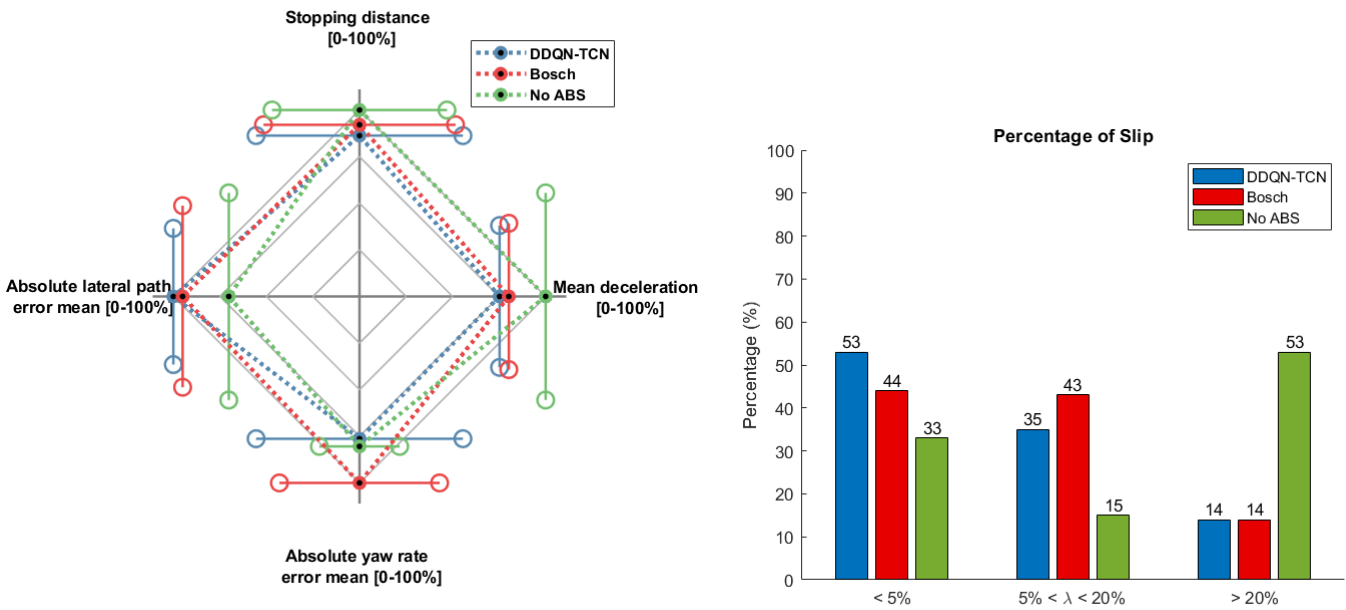 Stopping distance
[0-100%]
DDQN-TCN
Bosch
No ABS
Absolute lateral path
error mean [0-100%]
Mean deceleration
[0-100%]
Absolute yaw rate
error mean [0-100%]
Percentage of Slip
Percentage (%)
100
90
80
70
60
50
40
30
20
10
0
DDQN-TCN
Bosch
No ABS
53
44
33
35
43
15
14
14
53
< 5%
5% < λ < 20%
> 20%